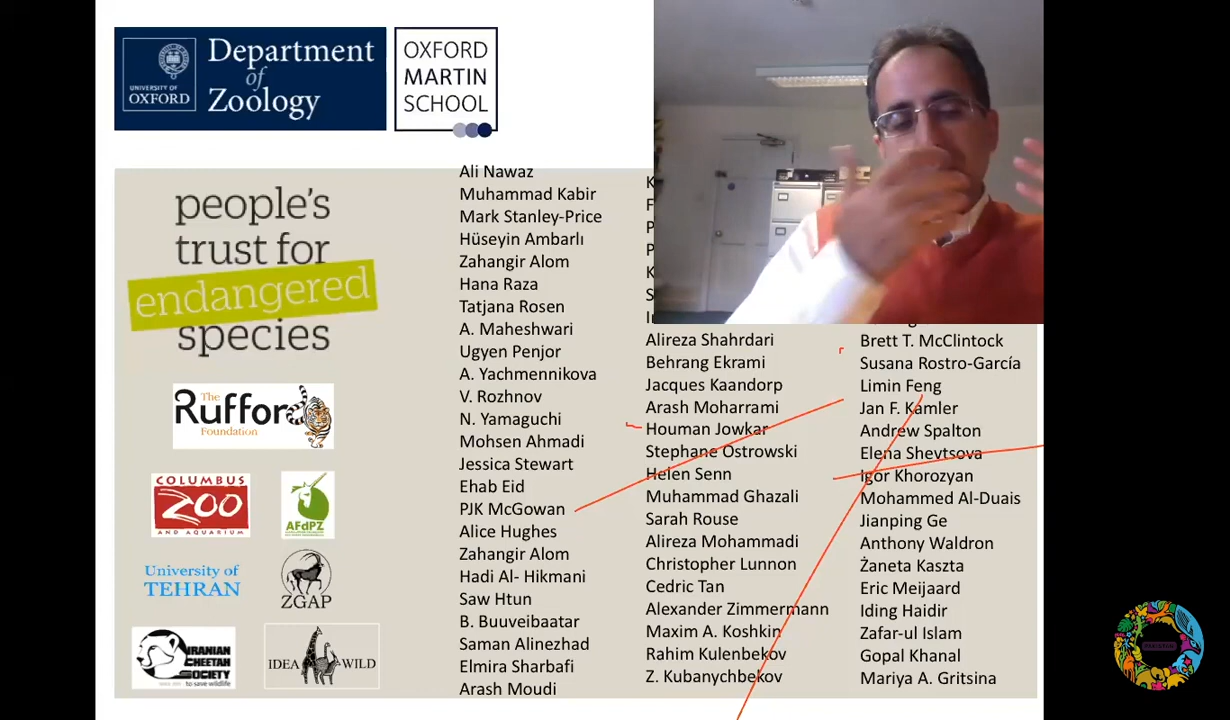 UNIVERSITY OF
OXFORD
Department
of
Zoology
OXFORD
MARTIN
SCHOOL
people's
trust for
endangered
species
The
Rufford
Foundation
COLUMBUS
ZOO
AND AQUARIUM
AFdPZ
University of
TEHRAN
ZGAP
IRANIAN
CHEETAH
SOCIETY
to save wildlife
IDEA WILD
Ali Nawaz
Muhammad Kabir
Mark Stanley-Price
Hüseyin Ambarlı
Zahangir Alom
Hana Raza
Tatjana Rosen
A. Maheshwari
Ugyen Penjor
A. Yachmennikova
V. Rozhnov
N. Yamaguchi
Mohsen Ahmadi
Jessica Stewart
Ehab Eid
PJK McGowan
Alice Hughes
Zahangir Alom
Hadi Al- Hikmani
Saw Htun
B. Buuveibaatar
Saman Alinezhad
Elmira Sharbafi
Arash Moudi
Alireza Shahrdari
Behrang Ekrami
Jacques Kaandorp
Arash Moharrami
Houman Jowkar
Stephane Ostrowski
Helen Senn
Muhammad Ghazali
Sarah Rouse
Alireza Mohammadi
Christopher Lunnon
Cedric Tan
Alexander Zimmermann
Maxim A. Koshkin
Rahim Kulenbekov
Z. Kubanychbekov
Brett T. McClintock
Susana Rostro-García
Limin Feng
Jan F. Kamler
Andrew Spalton
Elena Shevtsova
Igor Khorozyan
Mohammed Al-Duais
Jianping Ge
Anthony Waldron
Żaneta Kaszta
Eric Meijaard
Iding Haidir
Zafar-ul Islam
Gopal Khanal
Mariya A. Gritsina